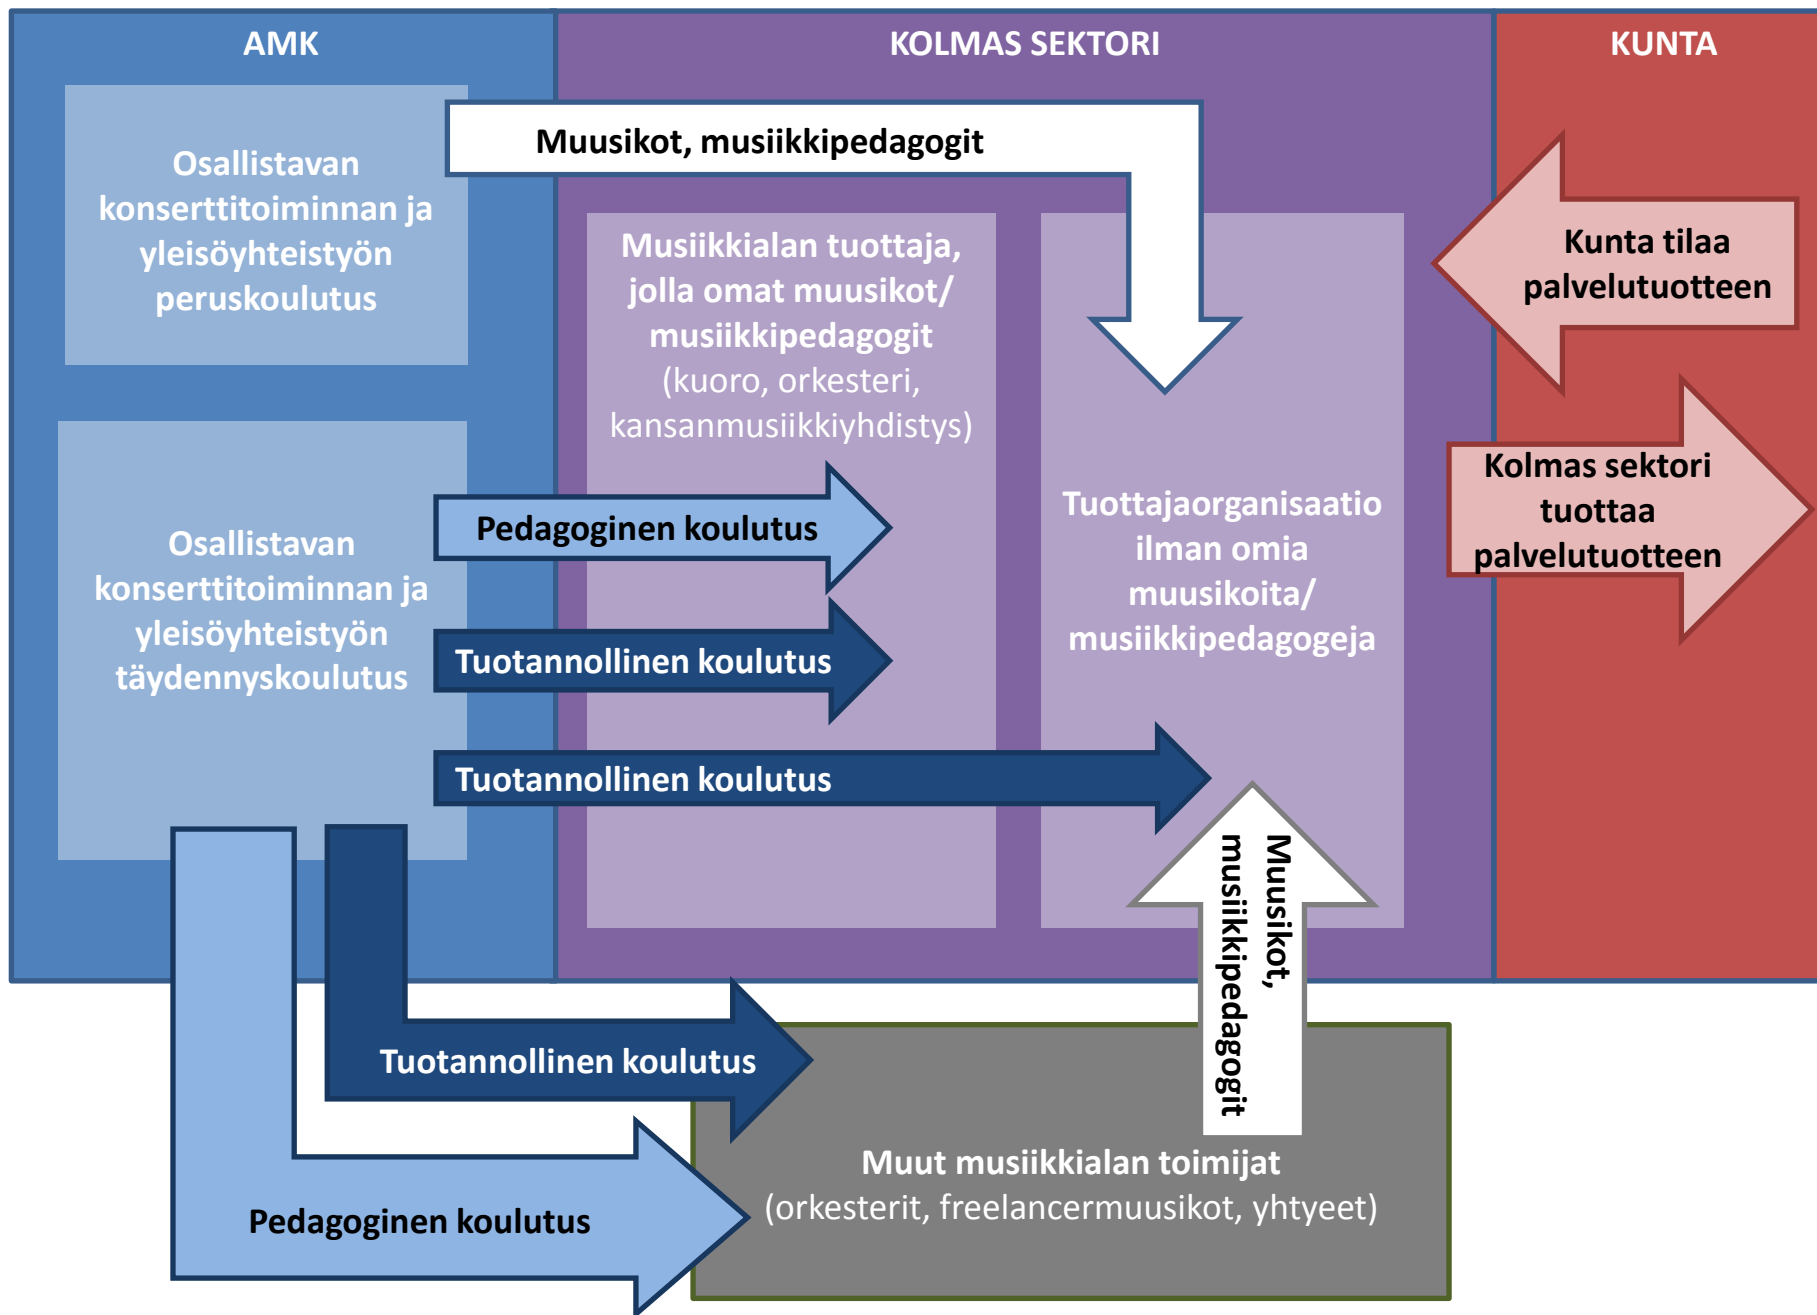 AMK
KOLMAS SEKTORI
KUNTA
Osallistavan
konserttitoiminnan ja
yleisöyhteistyön
peruskoulutus
Muusikot, musiikkipedagogit
Musiikkialan tuottaja,
jolla omat muusikot/
musiikkipedagogit
(kuoro, orkesteri,
kansanmusiikkiyhdistys)
Kunta tilaa
palvelutuotteen
Kolmas sektori
tuottaa
palvelutuotteen
Osallistavan
konserttitoiminnan ja
yleisöyhteistyön
täydennyskoulutus
Pedagoginen koulutus
Tuotannollinen koulutus
Tuotannollinen koulutus
Tuottajaorganisaatio
ilman omia
muusikoita/
musiikkipedagogeja
Muusikot,
musiikkipedagogit
Tuotannollinen koulutus
Pedagoginen koulutus
Muut musiikkialan toimijat
(orkesterit, freelancermuusikot, yhtyeet)